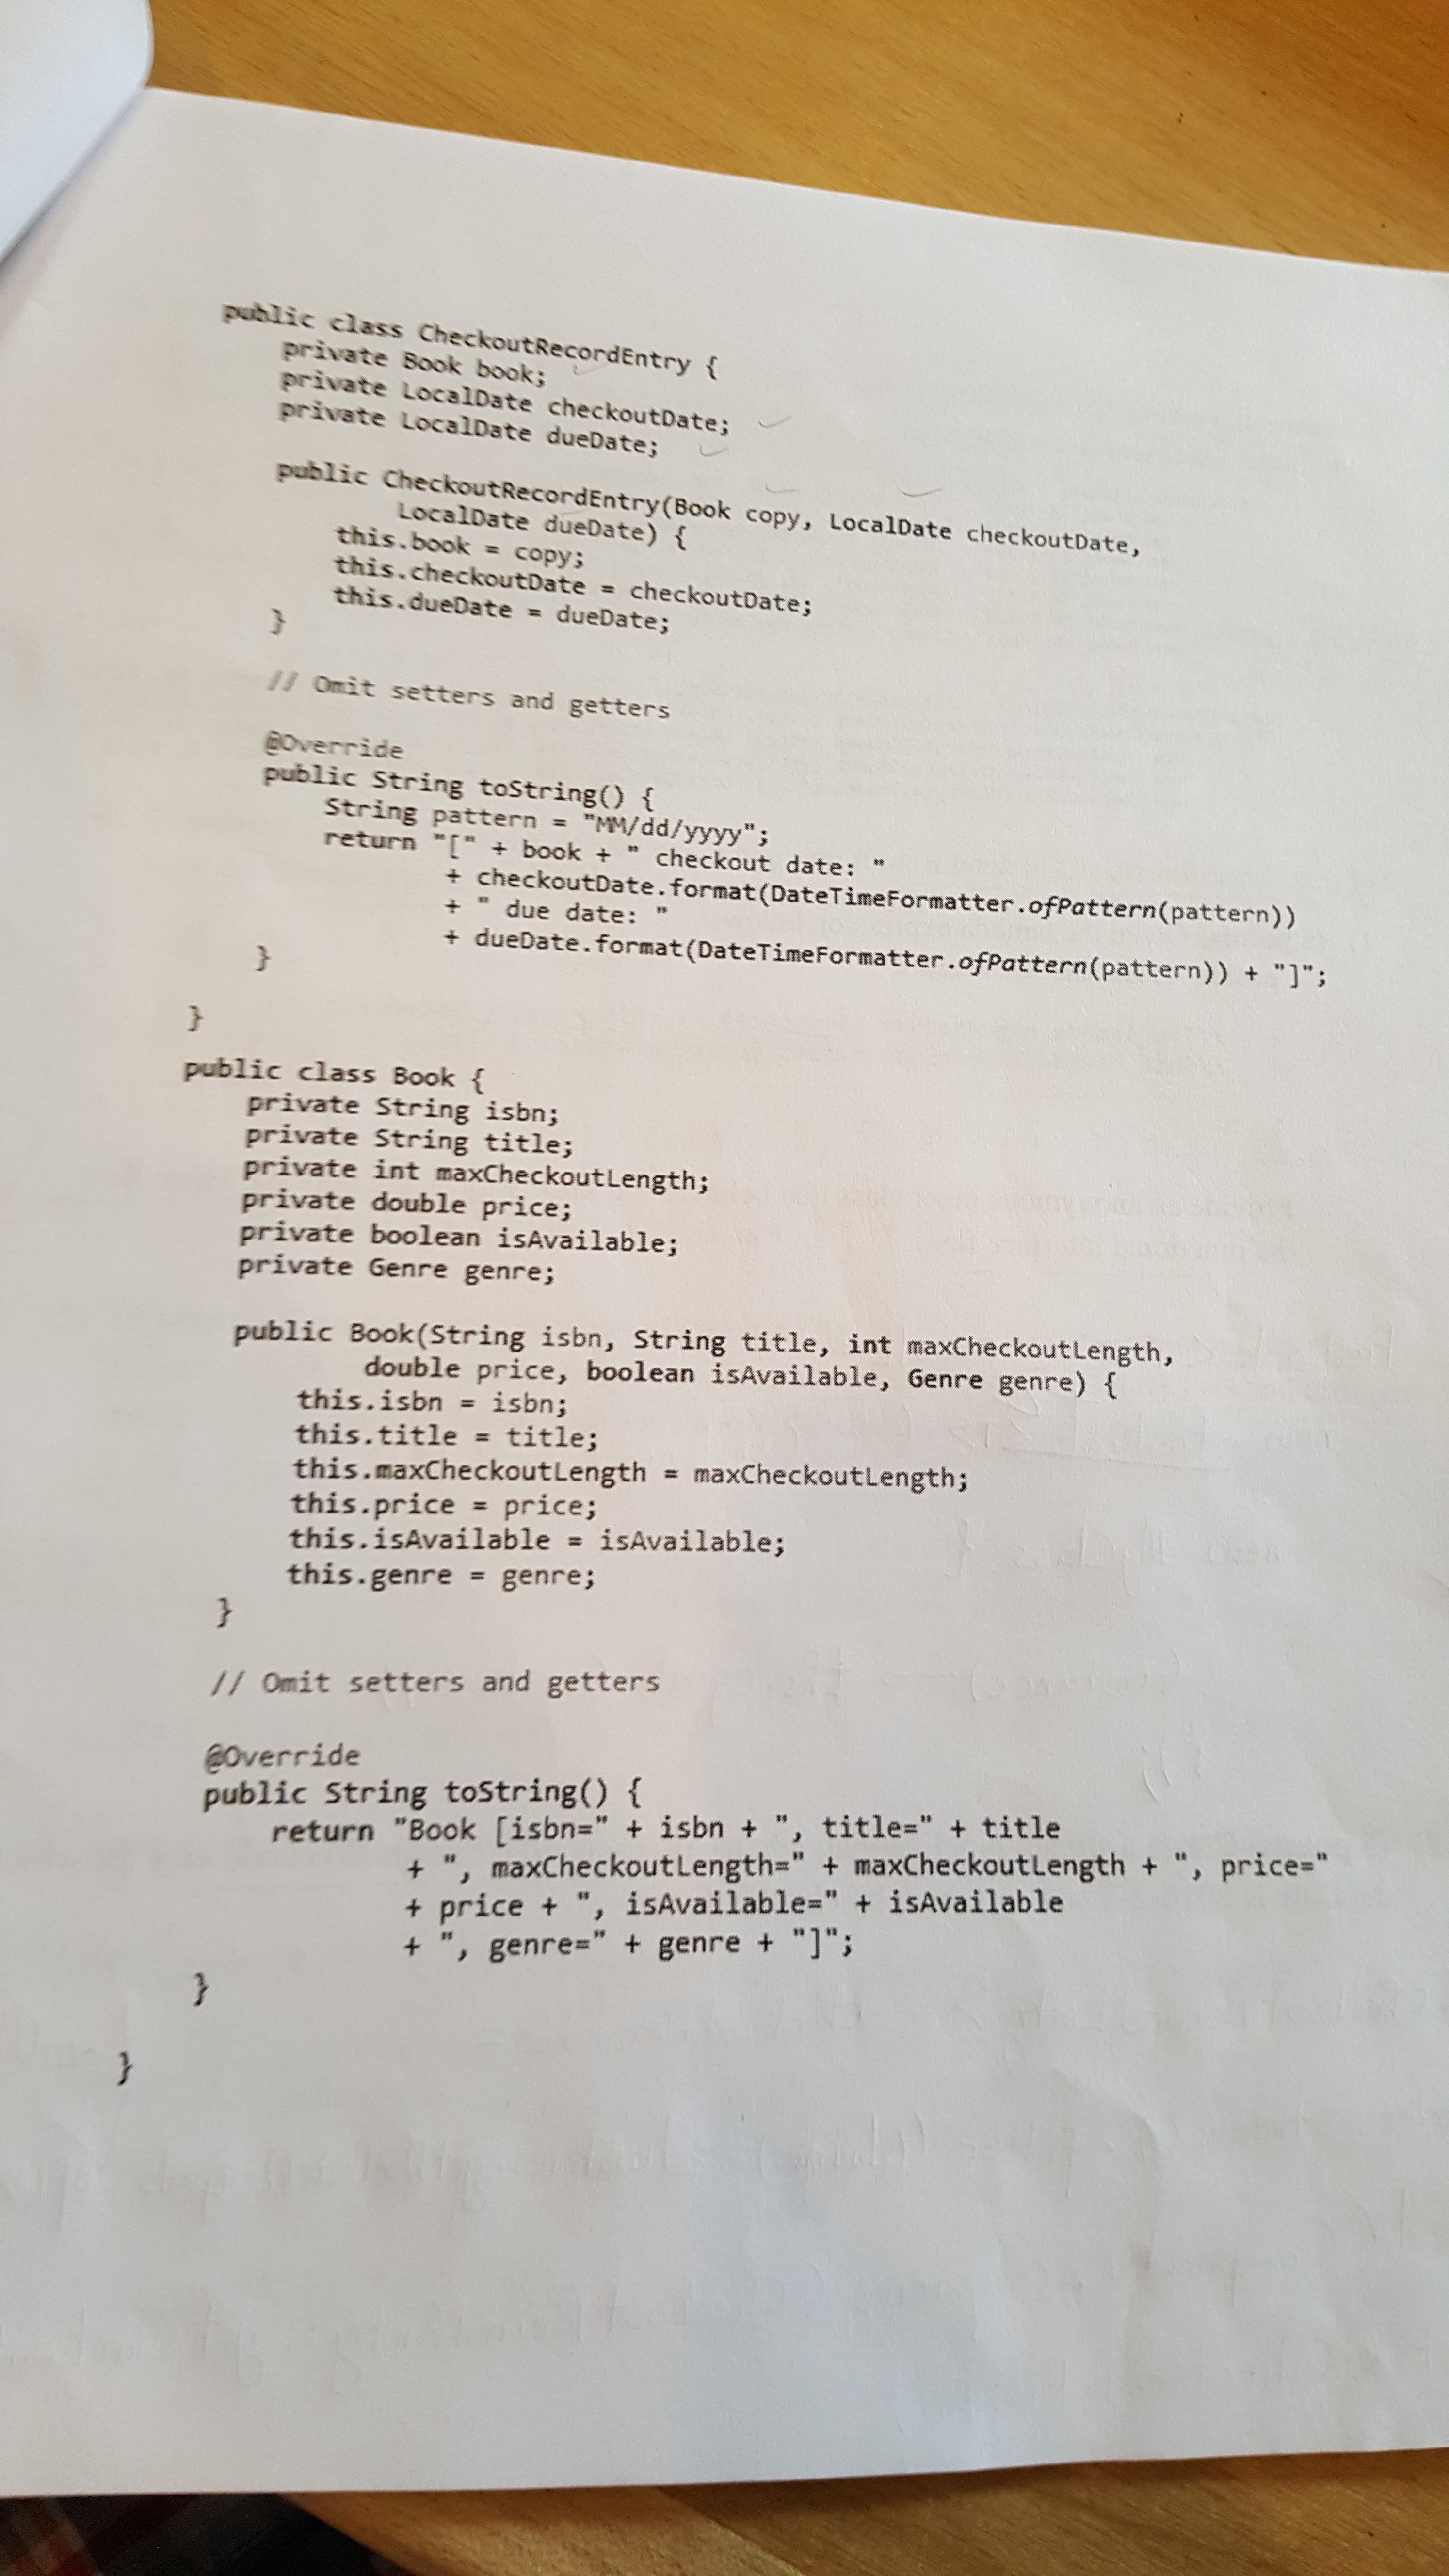 public class CheckoutRecordEntry {
private Book book;
private LocalDate checkoutDate;
private LocalDate dueDate;
public CheckoutRecordEntry(Book copy, LocalDate checkoutDate,
LocalDate dueDate) {
this.book = copy;
this.checkoutDate = checkoutDate;
this.dueDate = dueDate;
}
// Omit setters and getters
@Override
public String toString() {
String pattern = "MM/dd/yyyy";
return "[" + book + " checkout date: "
+ checkoutDate.format(DateTimeFormatter.ofPattern(pattern))
+ " due date: "
+ dueDate.format(DateTimeFormatter.ofPattern(pattern)) + "]";
}
}
public class Book {
private String isbn;
private String title;
private int maxCheckoutLength;
private double price;
private boolean isAvailable;
private Genre genre;
public Book(String isbn, String title, int maxCheckoutLength,
double price, boolean isAvailable, Genre genre) {
this.isbn = isbn;
this.title = title;
this.maxCheckoutLength = maxCheckoutLength;
this.price = price;
this.isAvailable = isAvailable;
this.genre = genre;
}
// Omit setters and getters
@Override
public String toString() {
return "Book [isbn=" + isbn + ", title=" + title
+ ", maxCheckoutLength=" + maxCheckoutLength + ", price="
+ price + ", isAvailable=" + isAvailable
+ ", genre=" + genre + "]";
}
}